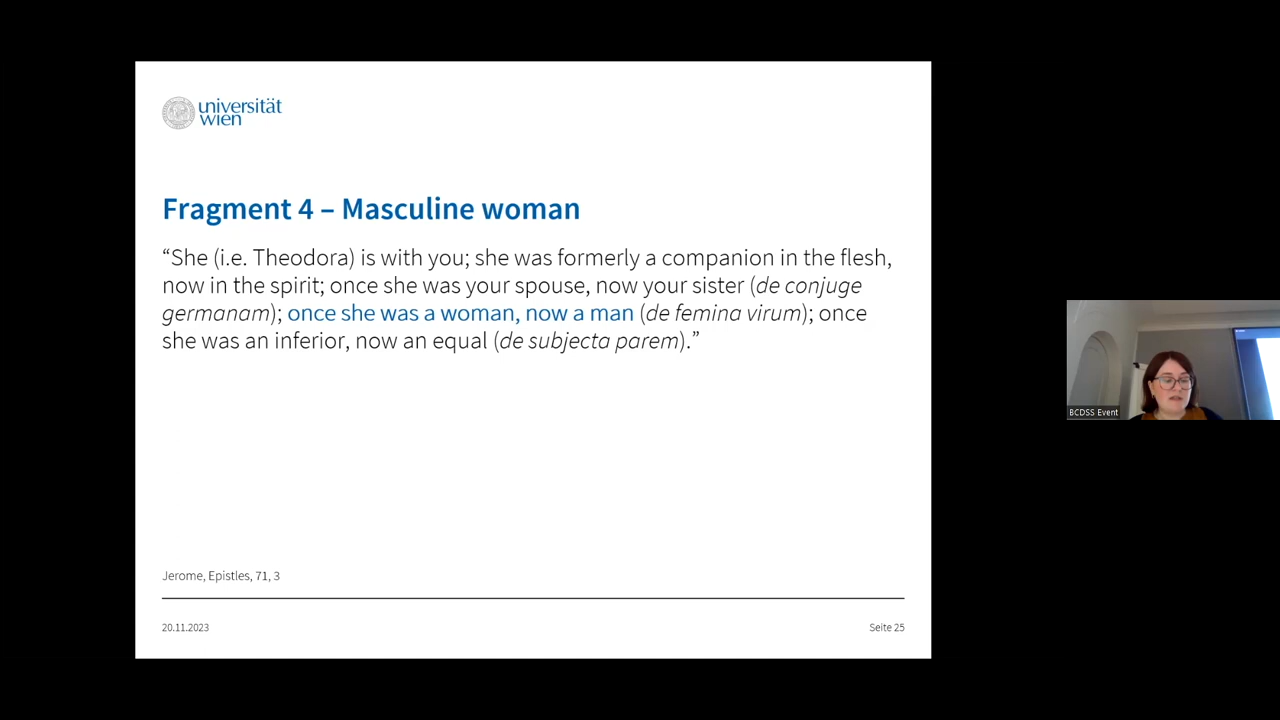 universität
wien
Fragment 4 – Masculine woman
“She (i.e. Theodora) is with you; she was formerly a companion in the flesh,
now in the spirit; once she was your spouse, now your sister (de conjuge
germanam); once she was a woman, now a man (de femina virum); once
she was an inferior, now an equal (de subjecta parem).”
Jerome, Epistles, 71, 3
20.11.2023
Seite 25
BCDSS Event